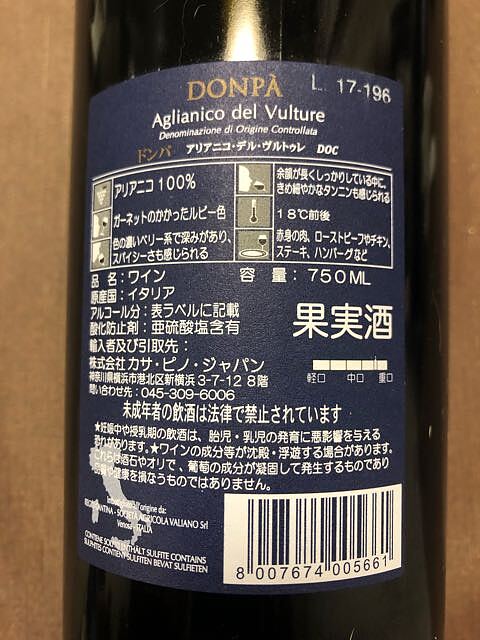 DONPÀ
L. 17-196
Aglianico del Vulture
Denominazione di Origine Controllata
ドンパ アリアニコ・デル・ヴルトゥレ DOC
アリアニコ 100%
余韻が長くしっかりしている中に、
きめ細やかなタンニンも感じられる
ガーネットのかかったルビー色
18℃前後
色の濃いベリー系で深みがあり、
スパイシーさも感じられる
赤身の肉、ローストビーフやチキン、
ステーキ、ハンバーグなど
品名：ワイン 容量：750ML
原産国：イタリア
アルコール分：表ラベルに記載
酸化防止剤：亜硫酸塩含有
果実酒
輸入者及び引取先：
株式会社 カサ・ピノ・ジャパン
神奈川県横浜市港北区新横浜 3-7-12 8階
問い合わせ先：045-309-6006
軽口 中口 重口
未成年者の飲酒は法律で禁止されています
★妊娠中や授乳期の飲酒は、胎児・乳児の発育に悪影響を与える
恐れがあります。★ワインの成分等が沈殿・浮遊する場合があります。
これらは酒石やオリで、葡萄の成分が凝固して発生するものであり
品質や健康を損なうものではありません。
origine da:
SOCIETÀ AGRICOLA VALIANO Srl
Venosa - ITALIA
CONTIENE SOLFITI ENTHÄLT SULFITE CONTAINS
SULPHITES CONTIENT SULFITEN BEVAT SULFIETEN
8 007674 005661